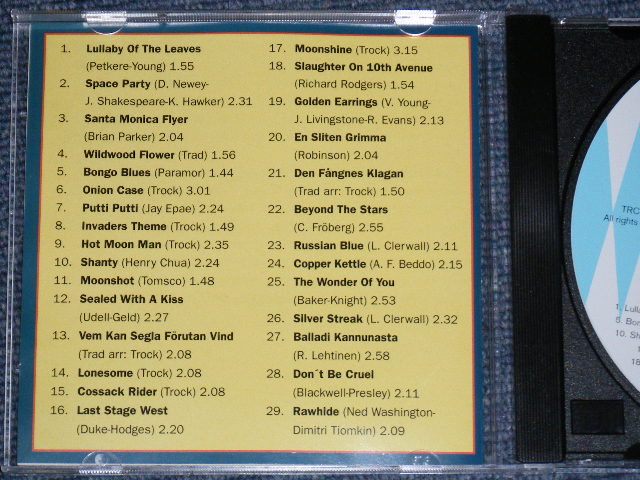 1. Lullaby Of The Leaves
(Petkere-Young) 1.55
2. Space Party (D. Newey-
J. Shakespeare-K. Hawker) 2.31
3. Santa Monica Flyer
(Brian Parker) 2.04
4. Wildwood Flower (Trad) 1.56
5. Bongo Blues (Paramor) 1.44
6. Onion Case (Trock) 3.01
7. Putti Putti (Jay Epae) 2.24
8. Invaders Theme (Trock) 1.49
9. Hot Moon Man (Trock) 2.35
10. Shanty (Henry Chua) 2.24
11. Moonshot (Tomsco) 1.48
12. Sealed With A Kiss
(Udell-Geld) 2.27
13. Vem Kan Segla Förutan Vind
(Trad arr: Trock) 2.08
14. Lonesome (Trock) 2.08
15. Cossack Rider (Trock) 2.08
16. Last Stage West
(Duke-Hodges) 2.20
17. Moonshine (Trock) 3.15
18. Slaughter On 10th Avenue
(Richard Rodgers) 1.54
19. Golden Earrings (V. Young-
J. Livingstone-R. Evans) 2.13
20. En Sliten Grimma
(Robinson) 2.04
21. Den Fångnes Klagan
(Trad arr: Trock) 1.50
22. Beyond The Stars
(C. Fröberg) 2.55
23. Russian Blue (L. Clerwall) 2.11
24. Copper Kettle (A. F. Beddo) 2.15
25. The Wonder Of You
(Baker-Knight) 2.53
26. Silver Streak (L. Clerwall) 2.32
27. Balladi Kannunasta
(R. Lehtinen) 2.58
28. Don´t Be Cruel
(Blackwell-Presley) 2.11
29. Rawhide (Ned Washington-
Dimitri Tiomkin) 2.09
TRC
All rights
1. Lulla
5. Bon
10. Sh
18